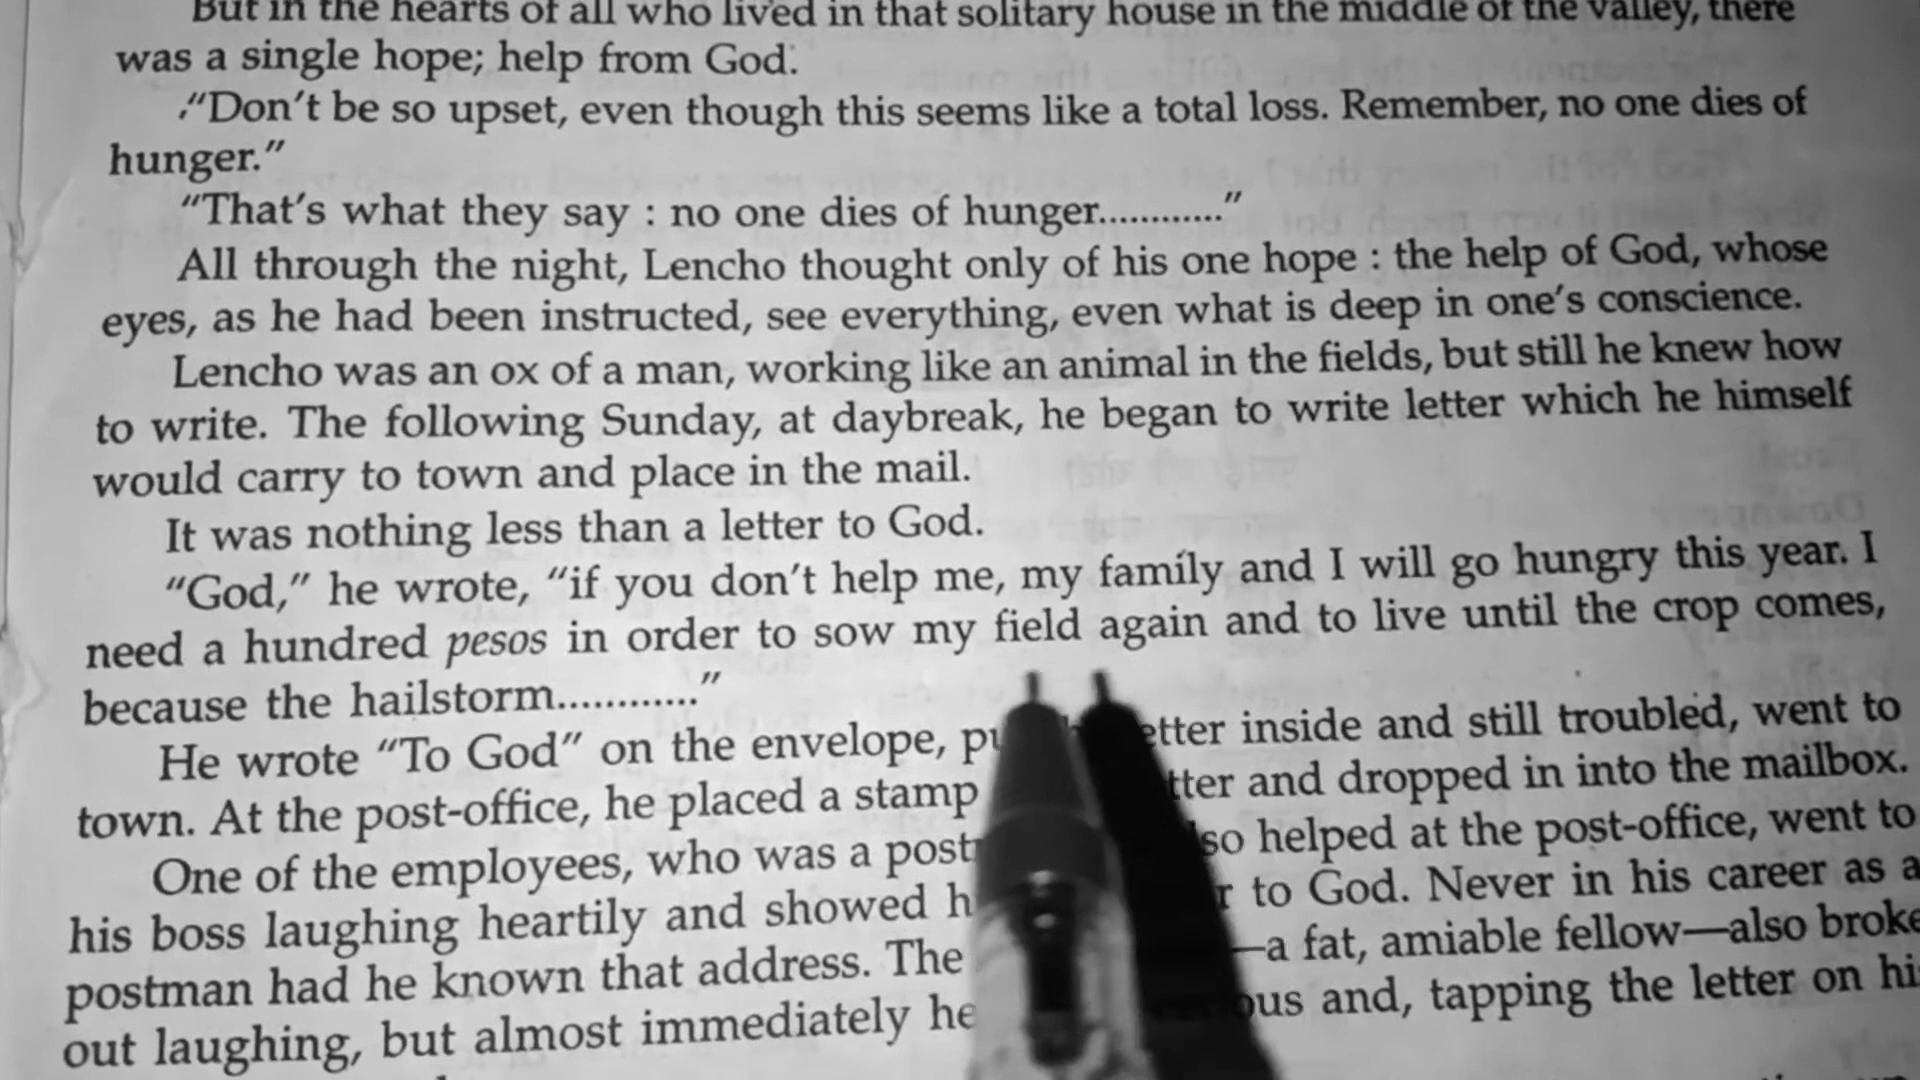 But in the hearts of all who lived in that solitary house in the middle of the valley, there
was a single hope; help from God.
"Don't be so upset, even though this seems like a total loss. Remember, no one dies of
hunger."
"That's what they say : no one dies of hunger............"
All through the night, Lencho thought only of his one hope : the help of God, whose
eyes, as he had been instructed, see everything, even what is deep in one's conscience.
Lencho was an ox of a man, working like an animal in the fields, but still he knew how
to write. The following Sunday, at daybreak, he began to write letter which he himself
would carry to town and place in the mail.
It was nothing less than a letter to God.
"God," he wrote, "if you don't help me, my family and I will go hungry this year. I
need a hundred pesos in order to sow my field again and to live until the crop comes,
because the hailstorm............"
He wrote "To God" on the envelope, inside and still troubled, went to
town. At the post-office, he placed a stamp and dropped in into the mailbox.
One of the employees, who was a helped at the post-office, went to
his boss laughing heartily and showed to God. Never in his career as a
postman had he known that address. The —a fat, amiable fellow—also broke
out laughing, but almost immediately he and, tapping the letter on